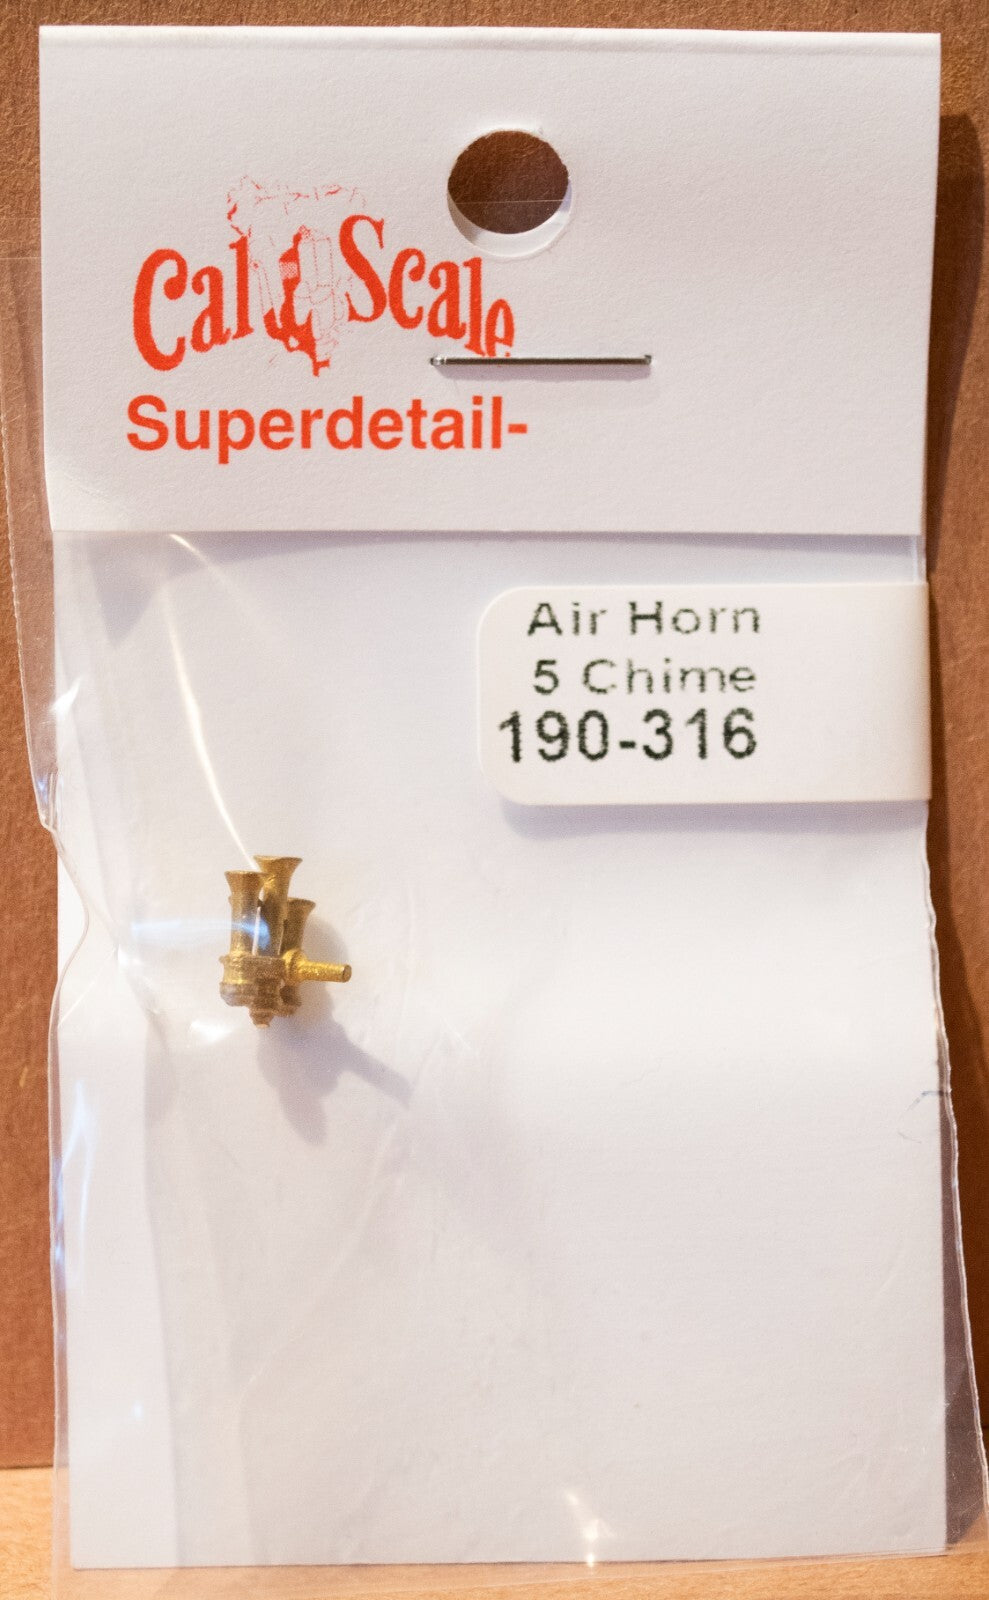 Cal Scale
Superdetail-
Air Horn
5 Chime
190-316